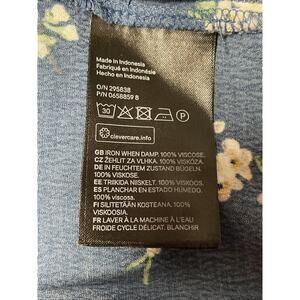 Made in Indonesia
Fabriqué en Indonésie
Hecho en Indonesia
O/N 295838
P/N 0658859 8
30
P
clevercare.info
GB IRON WHEN DAMP. 100% VISCOSE.
CZ ŽEHLIT ZA VLHKA. 100% VISKÓZA.
DE IN FEUCHTEM ZUSTAND BÜGELN.
100% VISKOSE.
EE TRIIKIDA NIISKELT. 100% VISKOOS.
ES PLANCHAR EN ESTADO HÚMEDO.
100% VISCOSA.
FI SILITETÄÄN KOSTEANA. 100%
VISKOOSIA.
FR LAVER À LA MACHINE À L'EAU
FROIDE CYCLE DÉLICAT. BLANCHIR